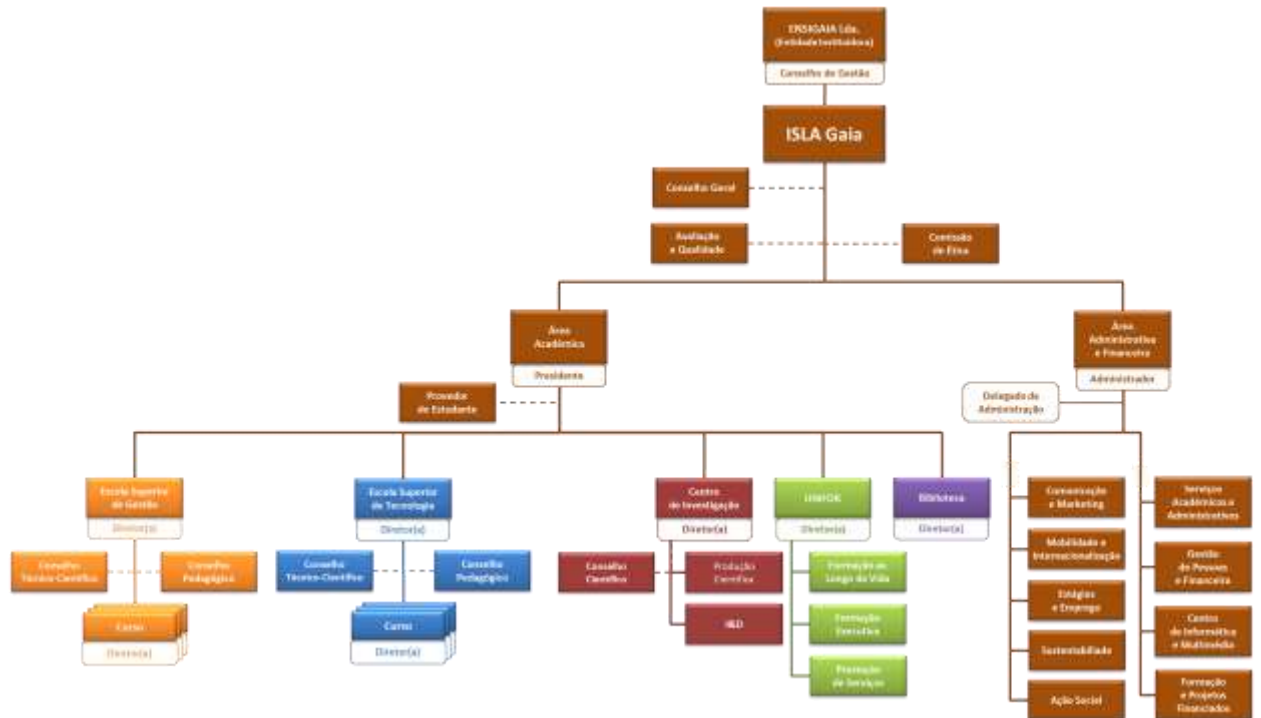 ENSIGAIA Lda.
(Entidade Instituidora)
Conselho de Gestão
ISLA Gaia
Conselho Geral
Avaliação
e Qualidade
Comissão
de Ética
Área
Académica
Presidente
Área
Administrativa
e Financeira
Administrador
Provedor
de Estudante
Delegado de
Administração
Escola Superior
de Gestão
Diretor(a)
Escola Superior
de Tecnologia
Diretor(a)
Centro
de Investigação
Diretor(a)
UNIFOR
Diretor(a)
Biblioteca
Diretor(a)
Conselho
Técnico-Científico
Conselho
Pedagógico
Curso
Diretor(a)
Conselho
Técnico-Científico
Conselho
Pedagógico
Curso
Diretor(a)
Conselho
Científico
Produção
Científica
I&D
Formação ao
Longo da Vida
Formação
Executiva
Promoção
de Serviços
Comunicação
e Marketing
Mobilidade e
Internacionalização
Estágios
e Emprego
Sustentabilidade
Ação Social
Serviços
Académicos e
Administrativos
Gestão
de Pessoas
e Financeira
Centro
de Informática
e Multimédia
Formação
e Projetos
Financiados